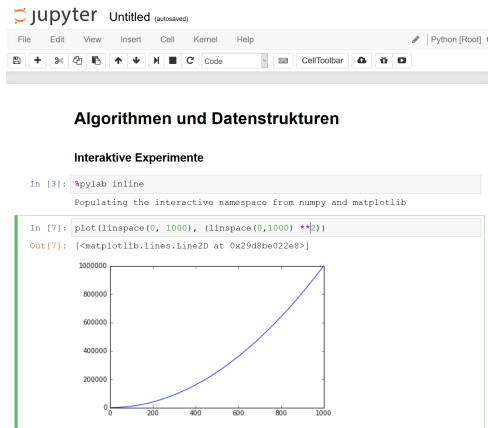 jupyter Untitled (autosaved)
File Edit View Insert Cell Kernel Help Python [Root]
Code CellToolbar
Algorithmen und Datenstrukturen
Interaktive Experimente
In [3]: %pylab inline
Populating the interactive namespace from numpy and matplotlib
In [7]: plot(linspace(0, 1000), (linspace(0,1000) **2))
Out[7]: [<matplotlib.lines.Line2D at 0x29d8be022e8>]
1000000
800000
600000
400000
200000
0
0 200 400 600 800 1000